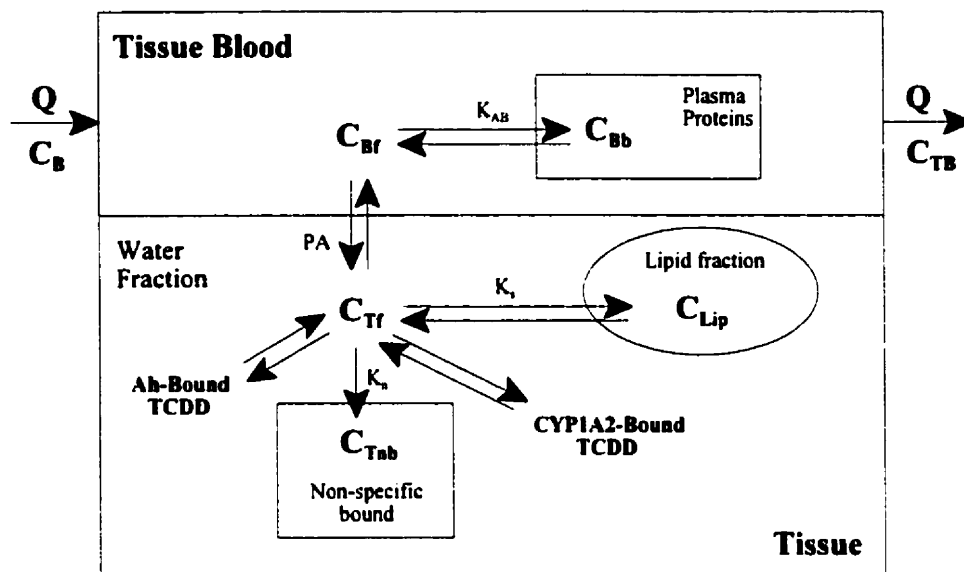 Tissue Blood
Q
C_B
C_Bf
K_AB
C_Bb
Plasma
Proteins
Q
C_TB
Water
Fraction
PA
C_Tf
K_s
Lipid fraction
C_Lip
Ah-Bound
TCDD
K_n
CYP1A2-Bound
TCDD
C_Tnb
Non-specific
bound
Tissue